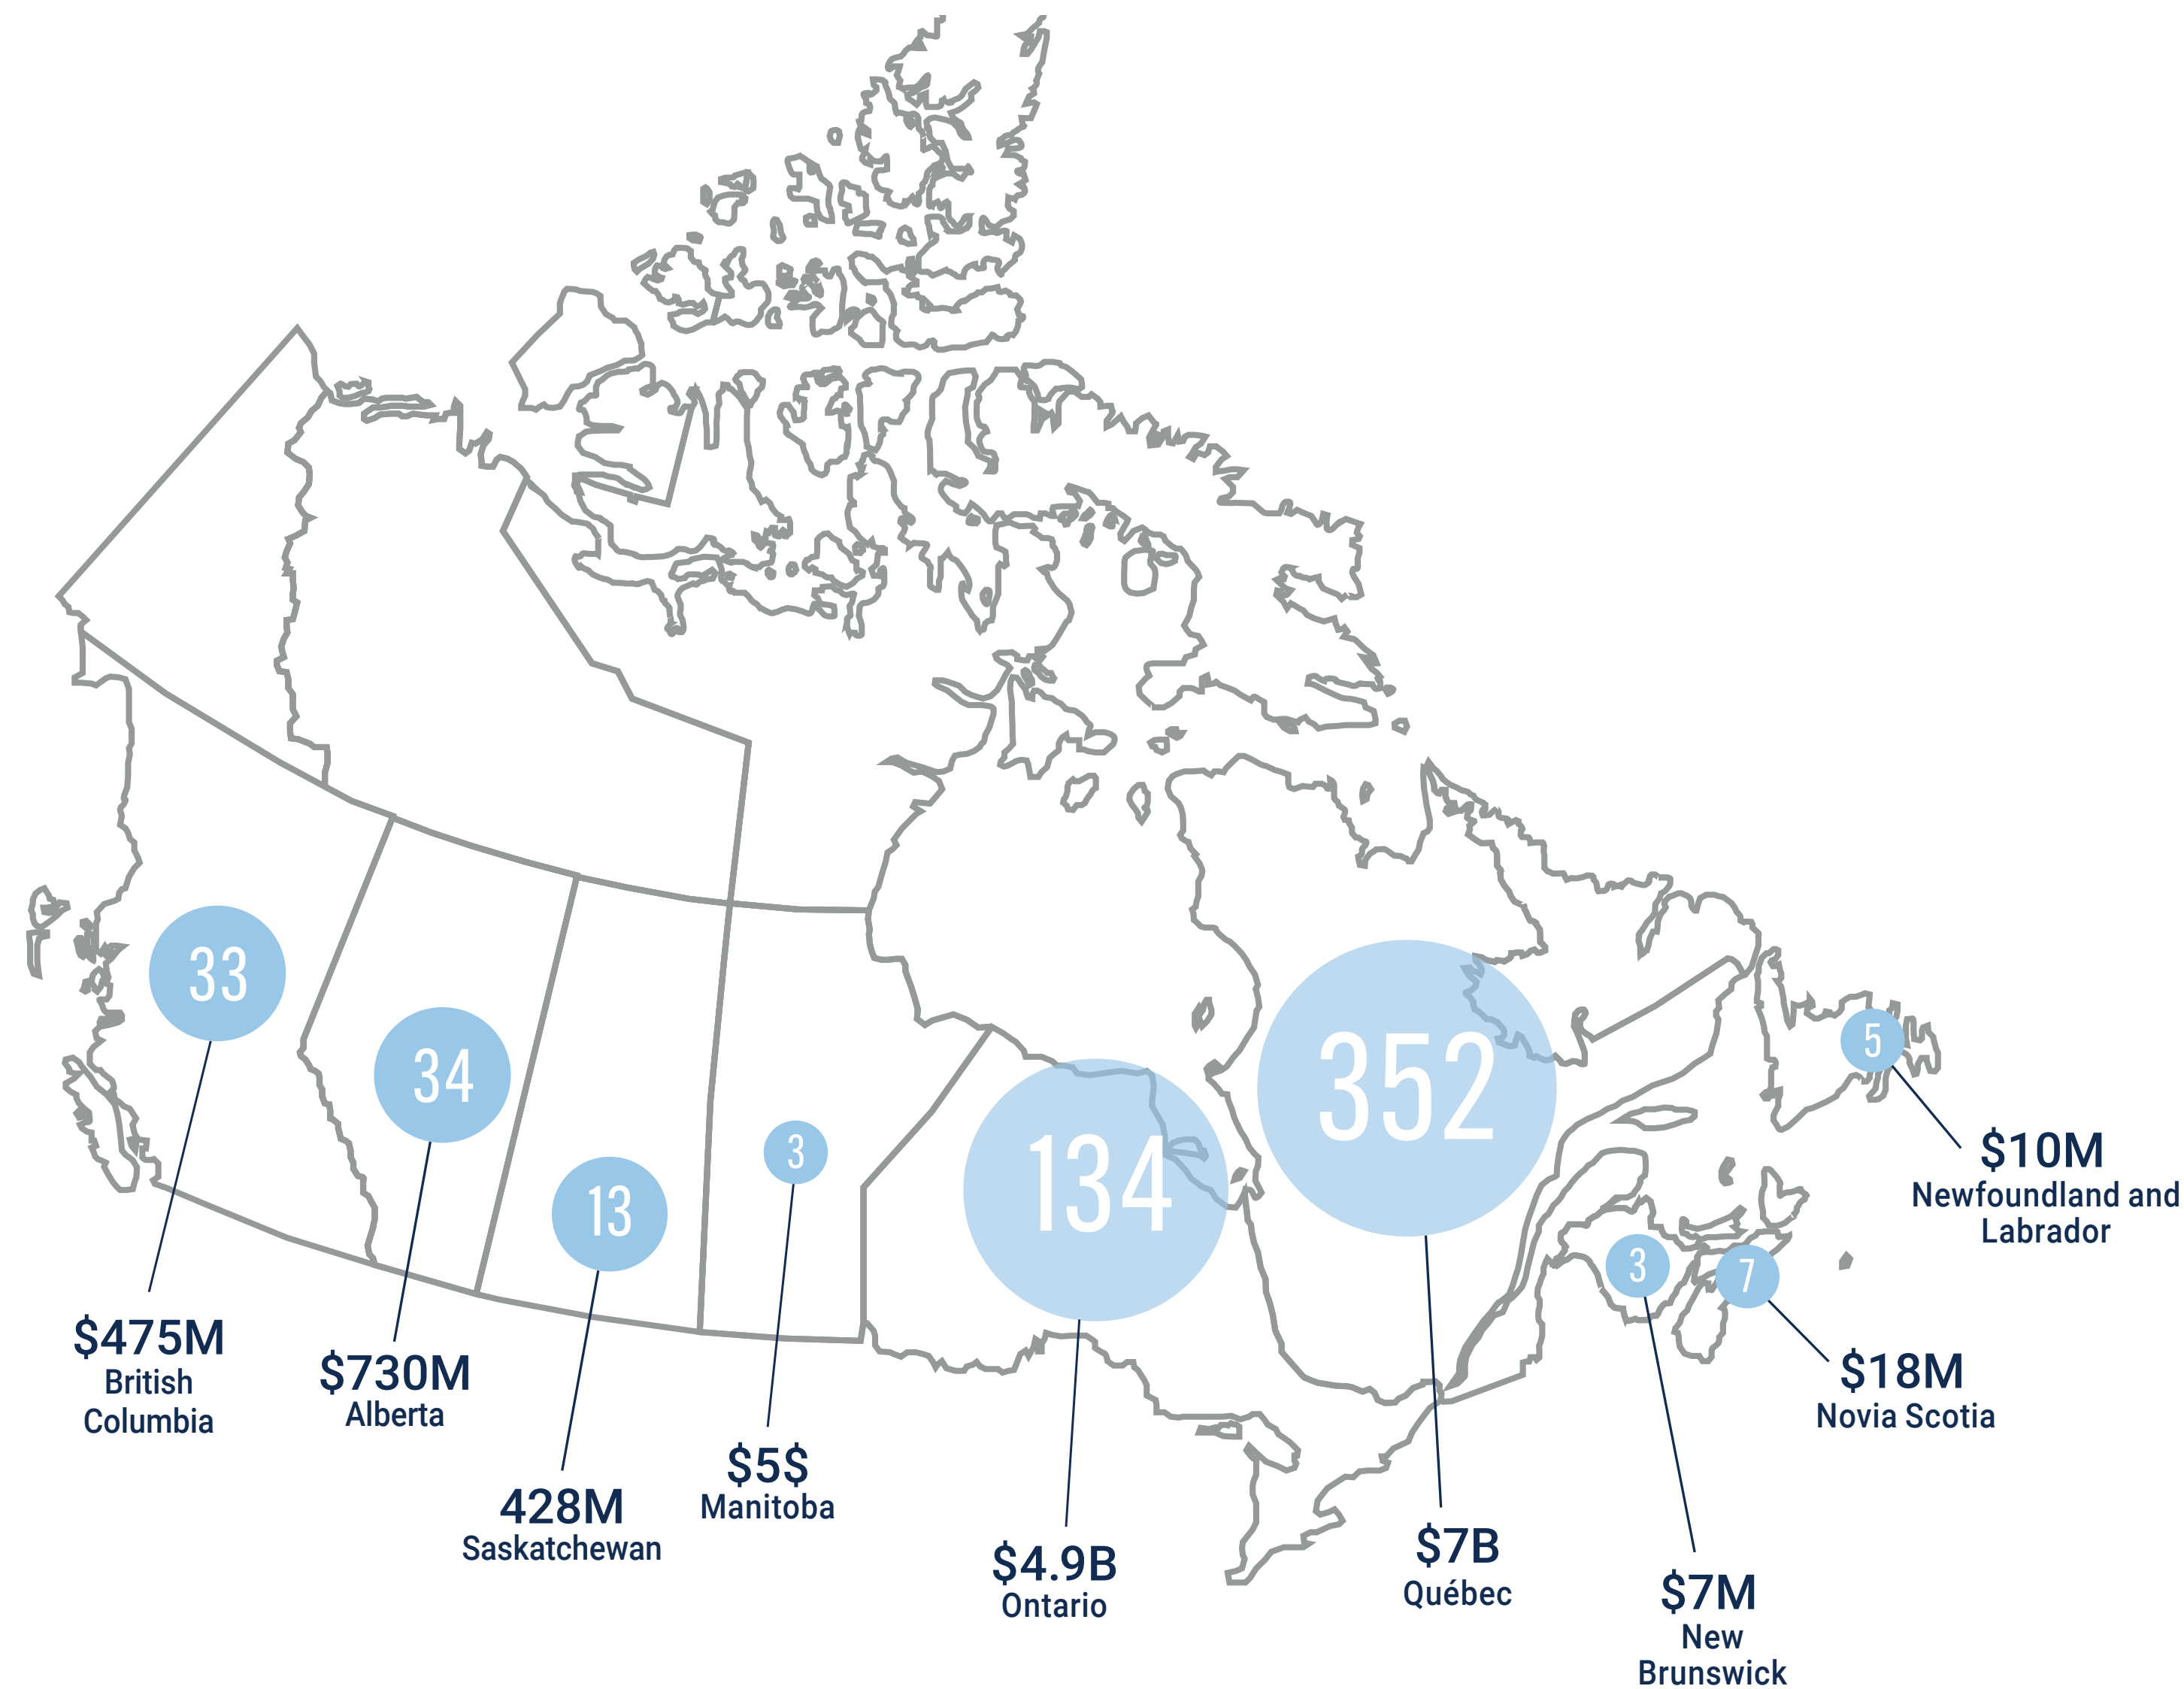 33
$475M
British
Columbia
34
$730M
Alberta
13
428M
Saskatchewan
3
$5$
Manitoba
134
$4.9B
Ontario
352
$7B
Québec
3
$7M
New
Brunswick
7
$18M
Novia Scotia
5
$10M
Newfoundland and
Labrador